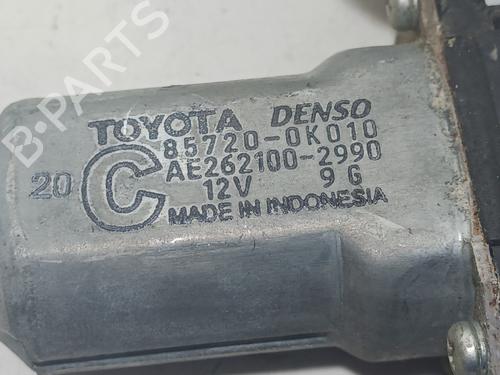 B-PARTS
TOYOTA DENSO
85720-0K010
AE262100-2990
20 C 12V 9 G
MADE IN INDONESIA